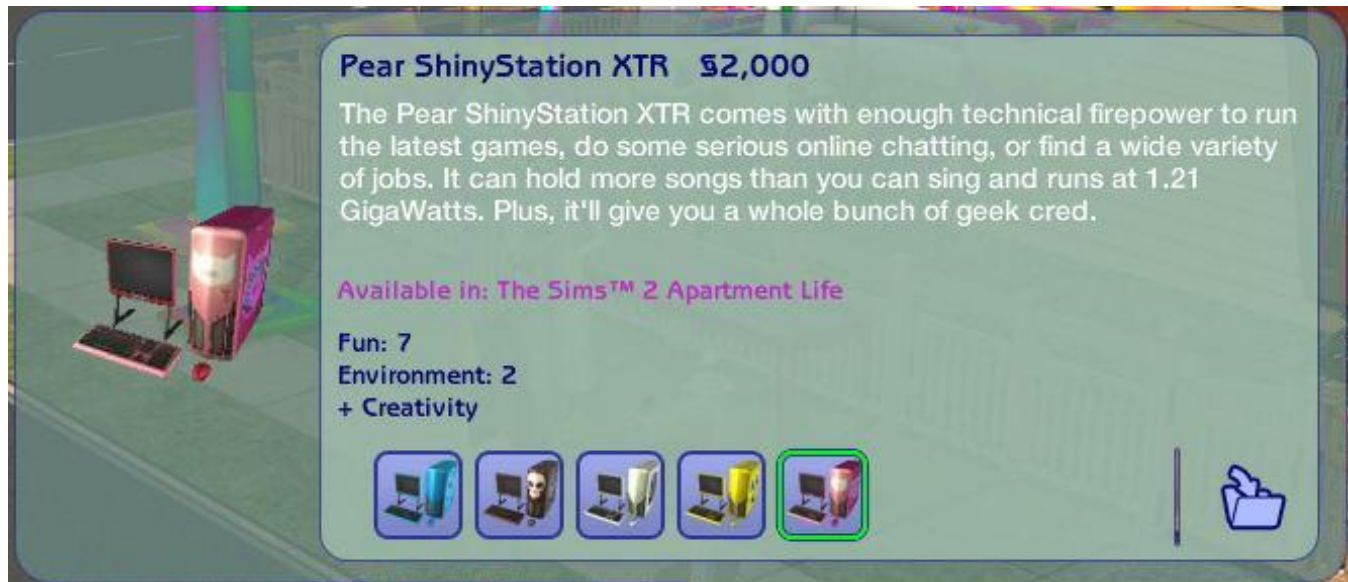 Pear ShinyStation XTR §2,000
The Pear ShinyStation XTR comes with enough technical firepower to run
the latest games, do some serious online chatting, or find a wide variety
of jobs. It can hold more songs than you can sing and runs at 1.21
GigaWatts. Plus, it'll give you a whole bunch of geek cred.
Available in: The Sims™ 2 Apartment Life
Fun: 7
Environment: 2
+ Creativity